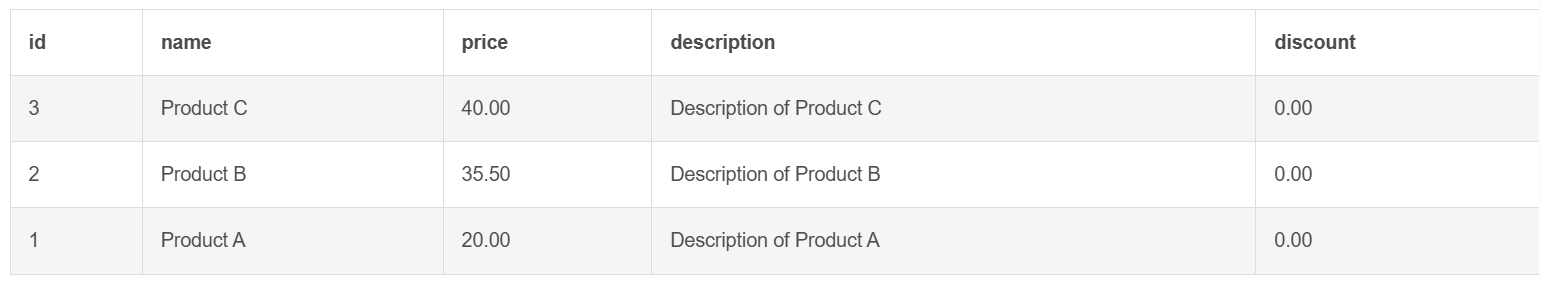 id name price description discount
3 Product C 40.00 Description of Product C 0.00
2 Product B 35.50 Description of Product B 0.00
1 Product A 20.00 Description of Product A 0.00